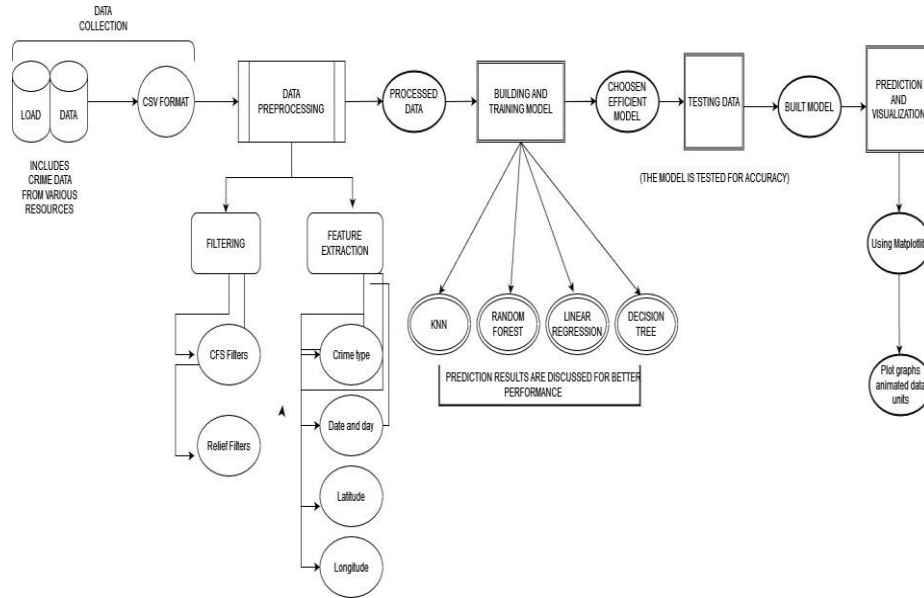 DATA
COLLECTION
LOAD
DATA
CSV FORMAT
INCLUDES
CRIME DATA
FROM VARIOUS
RESOURCES
DATA
PREPROCESSING
PROCESSED
DATA
BUILDING AND
TRAINING MODEL
CHOOSEN
EFFICIENT
MODEL
TESTING DATA
BUILT MODEL
PREDICTION
AND
VISUALIZATION
(THE MODEL IS TESTED FOR ACCURACY)
FILTERING
FEATURE
EXTRACTION
CFS Filters
Relief Filters
Crime type
Date and day
Latitude
Longitude
KNN
RANDOM
FOREST
LINEAR
REGRESSION
DECISION
TREE
PREDICTION RESULTS ARE DISCUSSED FOR BETTER
PERFORMANCE
Using Matplotlib
Plot graphs
animated data
units